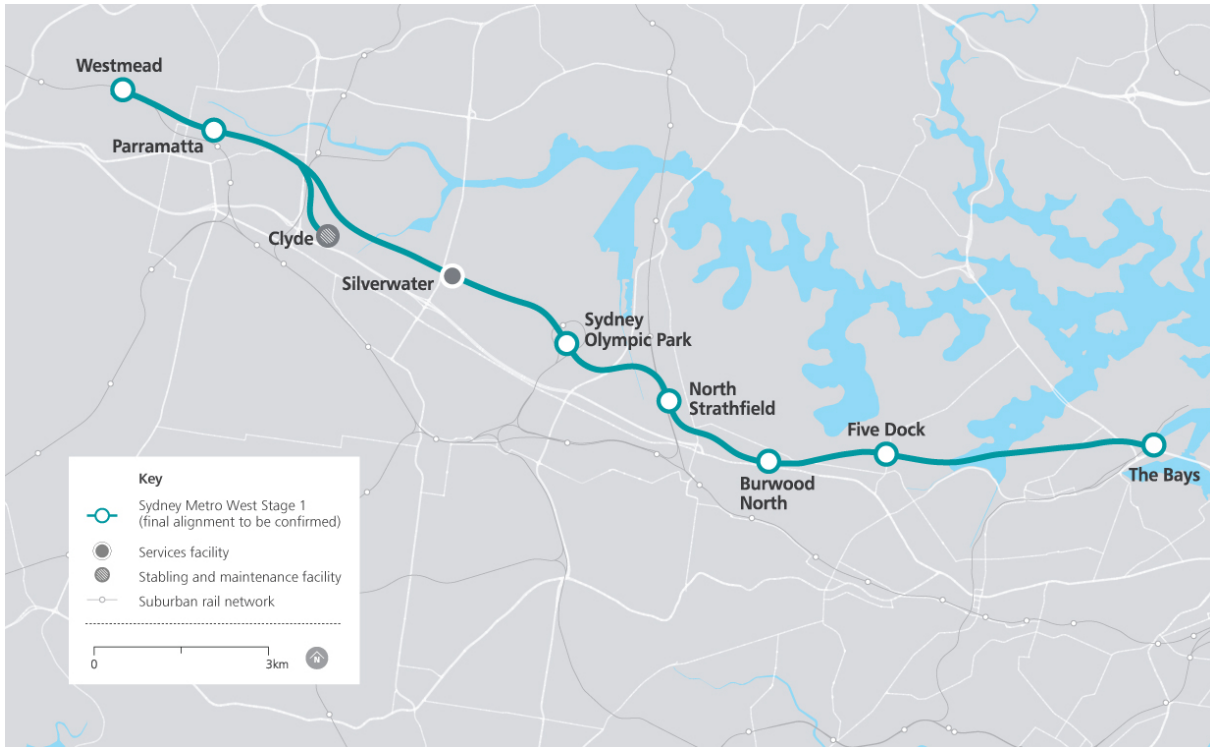 Westmead
Parramatta
Clyde
Silverwater
Sydney
Olympic Park
North
Strathfield
Five Dock
Burwood
North
The Bays
Key
Sydney Metro West Stage 1
(final alignment to be confirmed)
Services facility
Stabling and maintenance facility
Suburban rail network
0
3km
N